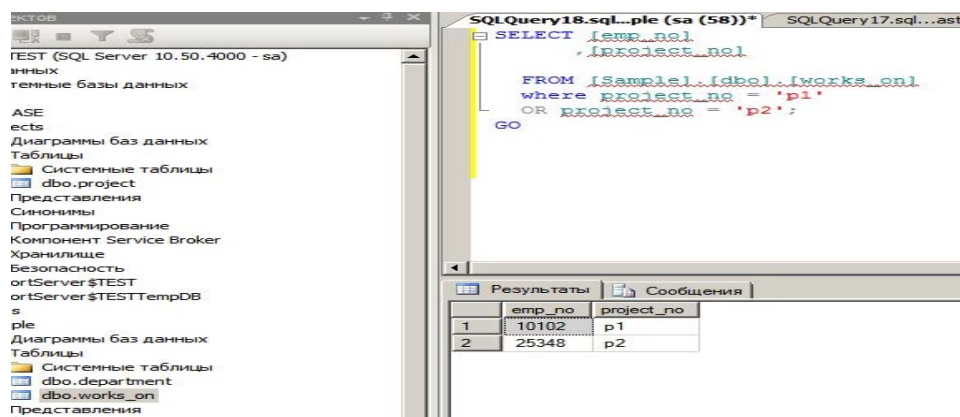 ектов
TEST (SQL Server 10.50.4000 - sa)
анных
темные базы данных
ASE
ects
Диаграммы баз данных
Таблицы
Системные таблицы
dbo.project
Представления
Синонимы
Программирование
Компонент Service Broker
Хранилище
Безопасность
ortServer$TEST
ortServer$TESTTempDB
s
ple
Диаграммы баз данных
Таблицы
Системные таблицы
dbo.department
dbo.works_on
Представления
SQLQuery18.sql...ple (sa (58))* SQLQuery17.sql...ast
SELECT [emp_no]
,[project_no]
FROM [Sample].[dbo].[works_on]
where project_no = 'p1'
OR project_no = 'p2';
GO
Результаты Сообщения
emp_no project_no
1 10102 p1
2 25348 p2